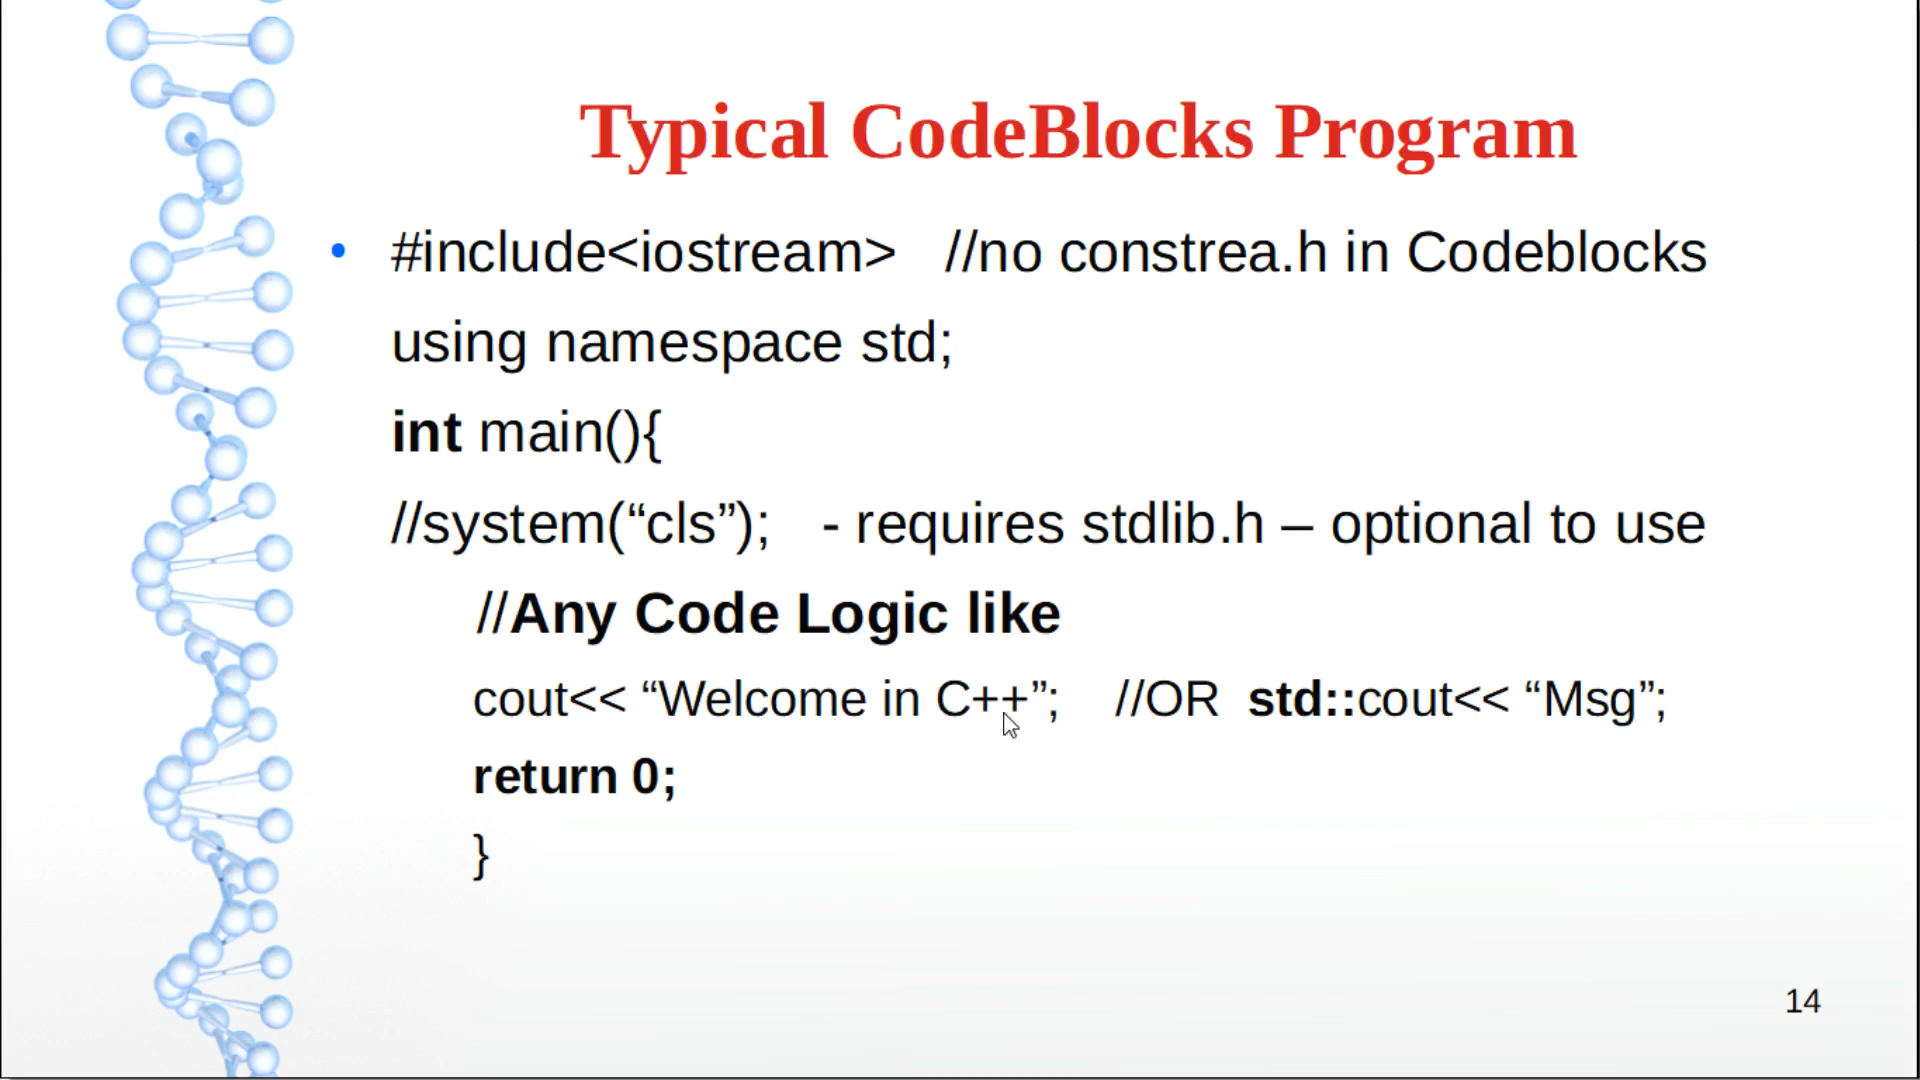 Typical CodeBlocks Program
• #include<iostream> //no constrea.h in Codeblocks
using namespace std;
int main(){
//system(“cls”); - requires stdlib.h – optional to use
//Any Code Logic like
cout<< “Welcome in C++”; //OR std::cout<< “Msg”;
return 0;
}
14